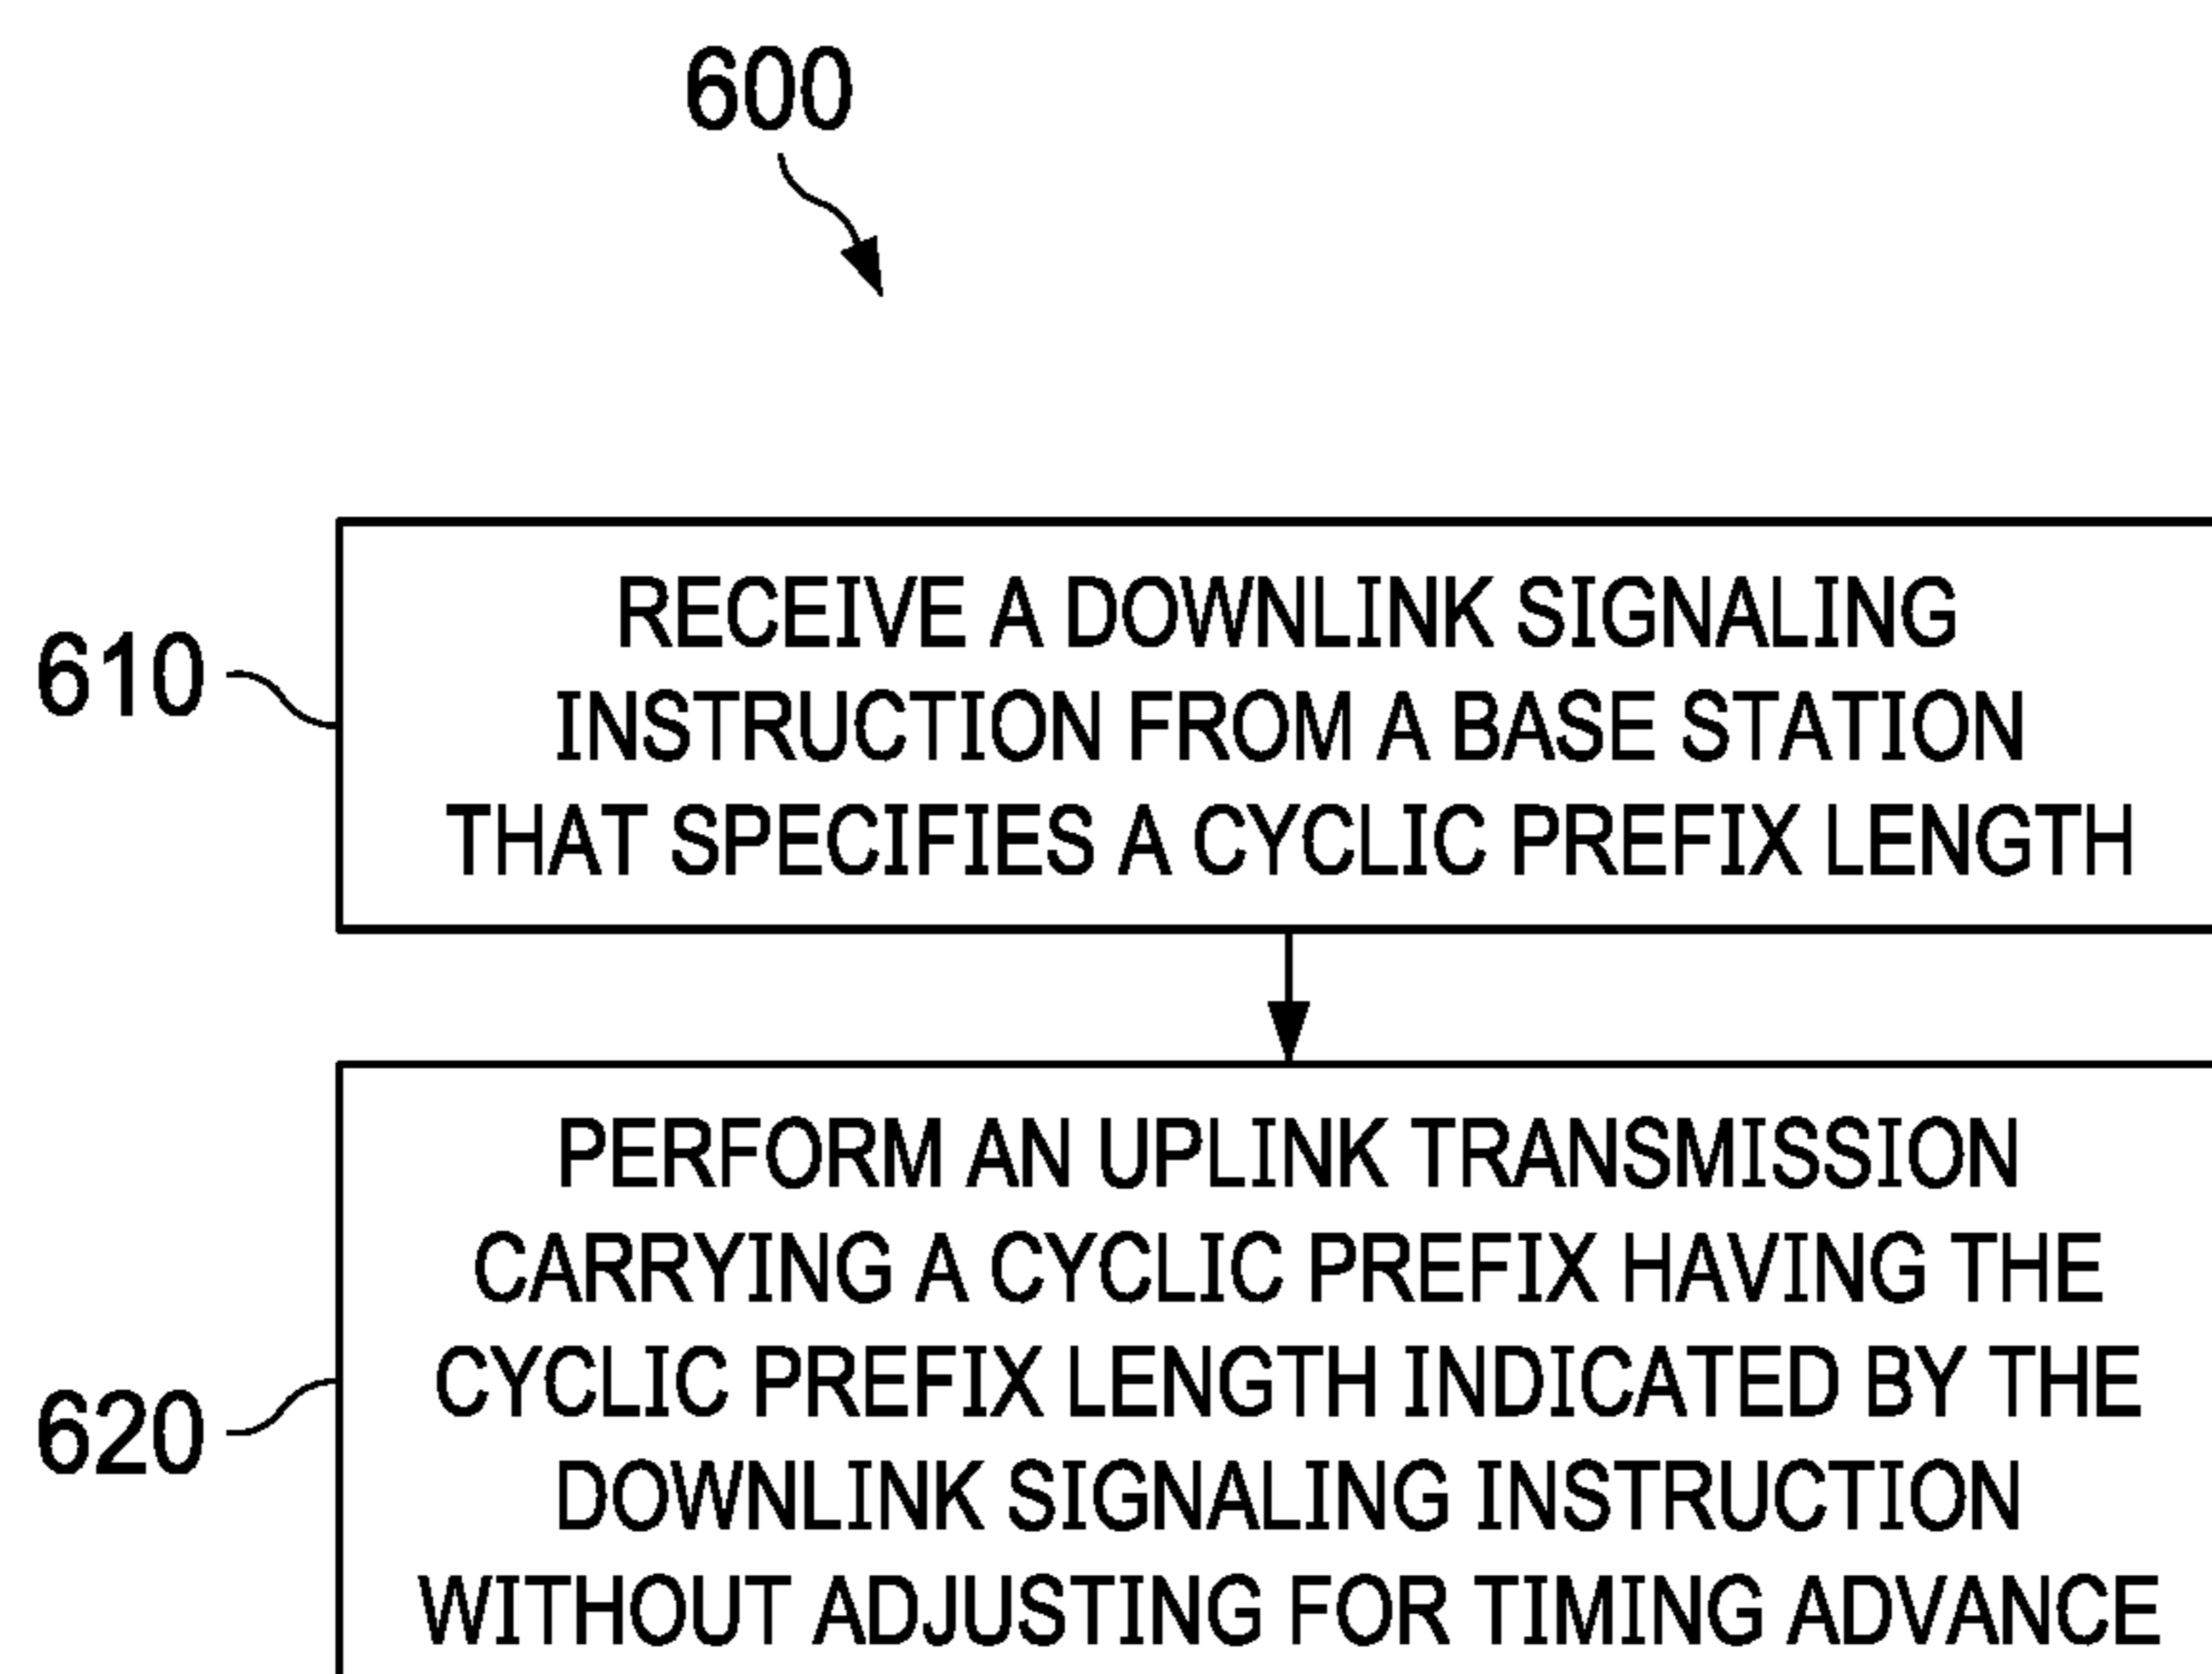 600
610
RECEIVE A DOWNLINK SIGNALING
INSTRUCTION FROM A BASE STATION
THAT SPECIFIES A CYCLIC PREFIX LENGTH
620
PERFORM AN UPLINK TRANSMISSION
CARRYING A CYCLIC PREFIX HAVING THE
CYCLIC PREFIX LENGTH INDICATED BY THE
DOWNLINK SIGNALING INSTRUCTION
WITHOUT ADJUSTING FOR TIMING ADVANCE